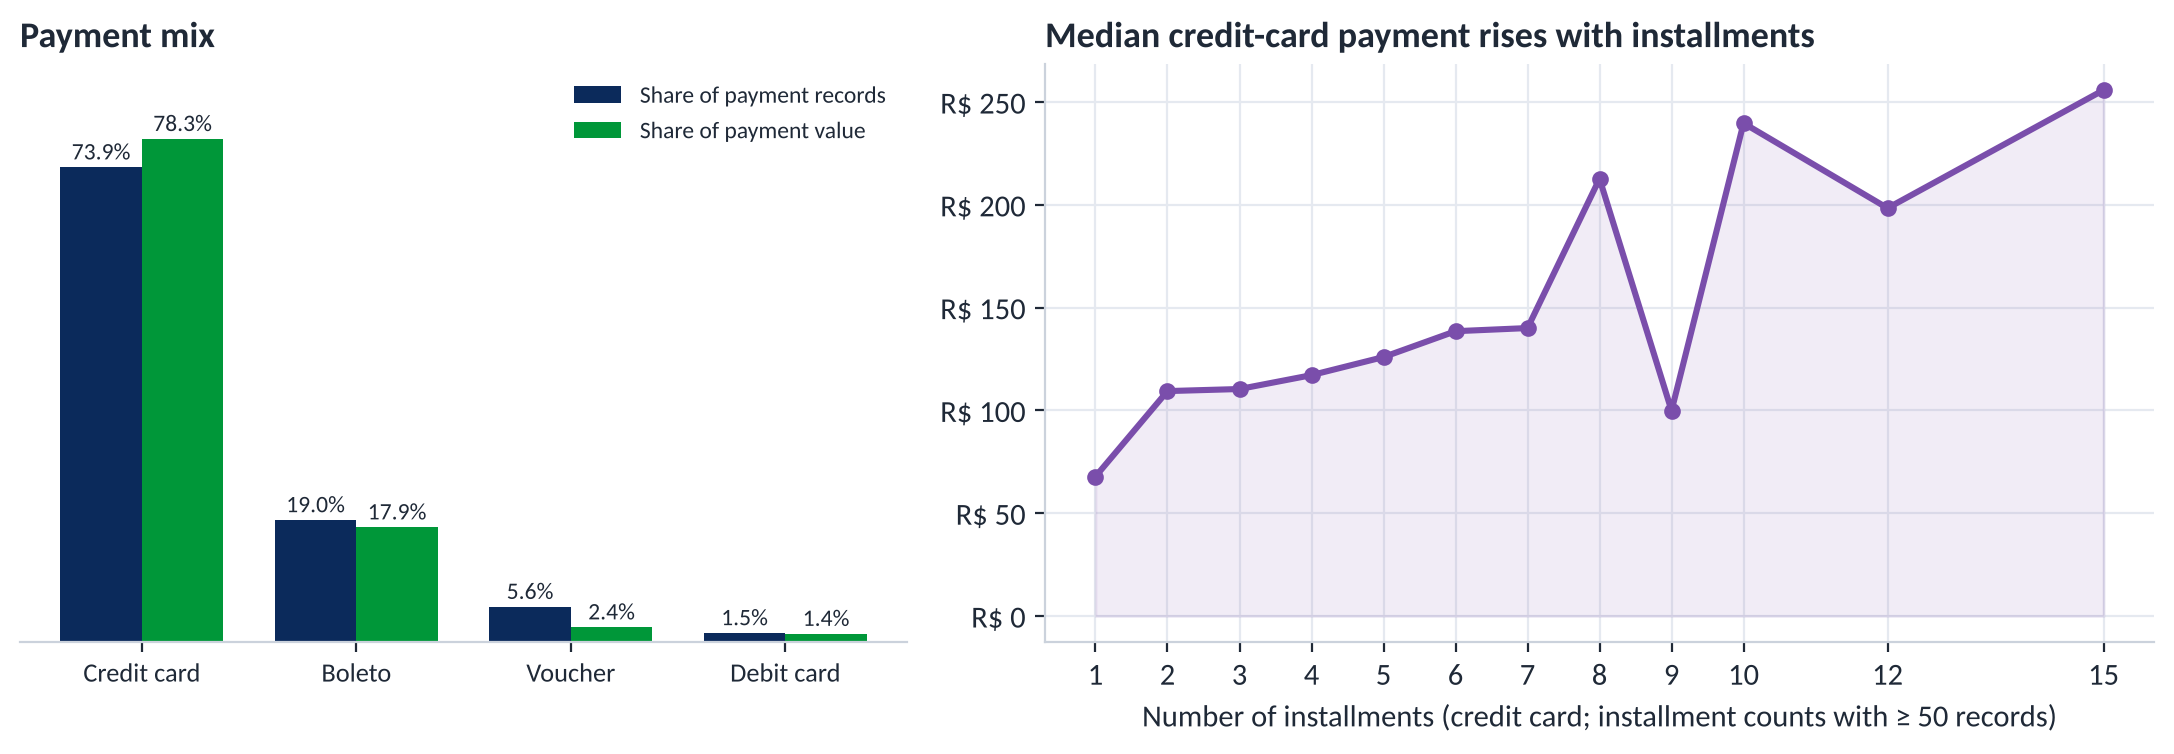 Payment mix
Share of payment records
Share of payment value
73.9%
78.3%
19.0%
17.9%
5.6%
2.4%
1.5%
1.4%
Credit card
Boleto
Voucher
Debit card
Median credit-card payment rises with installments
R$ 250
R$ 200
R$ 150
R$ 100
R$ 50
R$ 0
1 2 3 4 5 6 7 8 9 10 12 15
Number of installments (credit card; installment counts with ≥ 50 records)